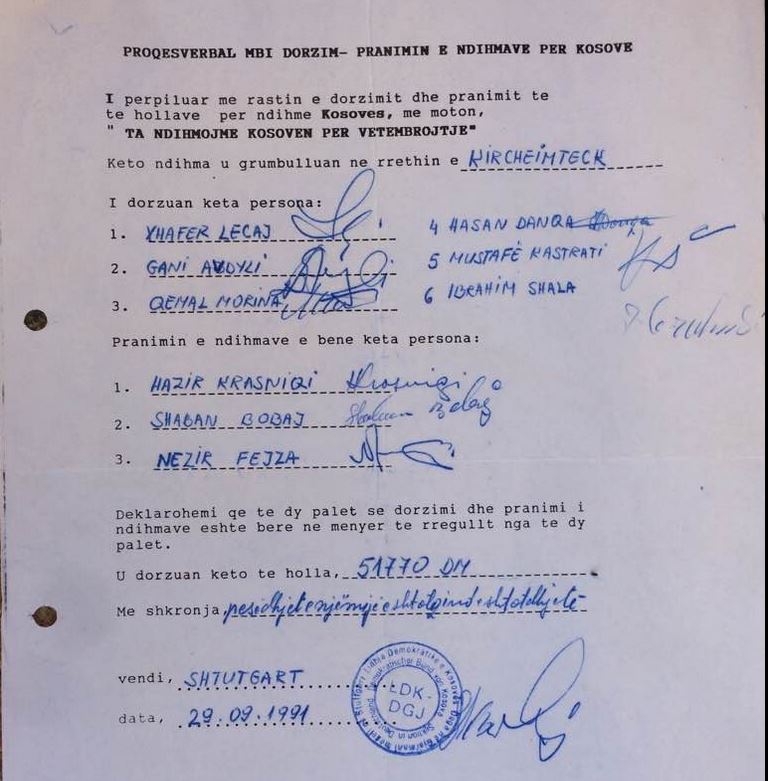 PROQESVERBAL MBI DORZIM- PRANIMIN E NDIHMAVE PER KOSOVE
I perpiluar me rastin e dorzimit dhe pranimit te
te hollave per ndihme Kosoves, me moton,
" TA NDIHMOJME KOSOVEN PER VETEMBROJTJE"
Keto ndihma u grumbulluan ne rrethin e KIRCHEIMTECK
I dorzuan keta persona:
1. XHAFER LECAJ
4 HASAN DANQA
2. GANI AVDYLI
5 MUSTAFË KASTRATI
3. QEMAL MORINA
6 IBRAHIM SHALA
Pranimin e ndihmave e bene keta persona:
1. HAZIR KRASNIQI Krasniqi
2. SHABAN BOBAJ Shaban Bobaj
3. NEZIR FEJZA
Deklarohemi qe te dy palet se dorzimi dhe pranimi i
ndihmave eshte bere ne menyer te rregullt nga te dy
palet.
U dorzuan keto te holla, 51770 DM
Me shkronja, pesëdhjetenjëmijëeshtatqind e shtatdhjetë
vendi, SHTUTGART
data, 29.09.1991
LDK-
DGJ